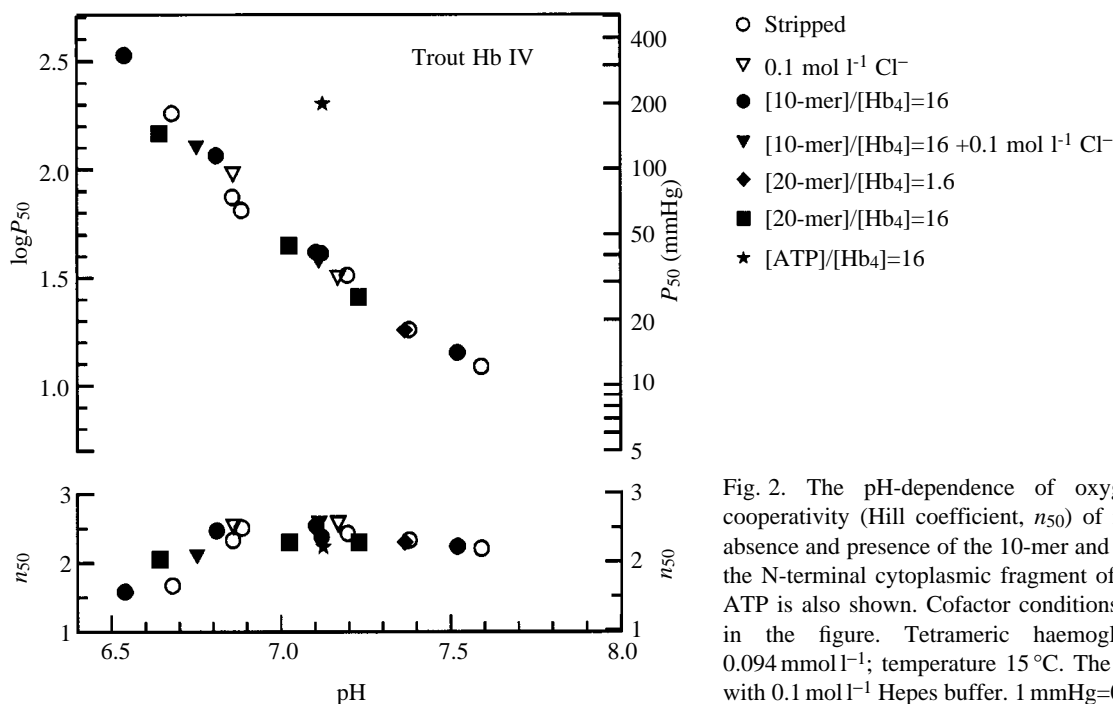 Trout Hb IV
logP50
2.5
2.0
1.5
1.0
P50 (mmHg)
400
200
100
50
20
10
5
n50
3
2
1
n50
3
2
1
6.5 7.0 7.5 8.0
pH
Stripped
0.1 mol l-1 Cl–
[10-mer]/[Hb4]=16
[10-mer]/[Hb4]=16 +0.1 mol l-1 Cl–
[20-mer]/[Hb4]=1.6
[20-mer]/[Hb4]=16
[ATP]/[Hb4]=16
Fig. 2. The pH-dependence of
cooperativity (Hill coefficient, n50) of
absence and presence of the 10-mer and
the N-terminal cytoplasmic fragment of
ATP is also shown. Cofactor conditions
in the figure. Tetrameric
0.094 mmol l–1; temperature 15 °C. The
with 0.1 mol l–1 Hepes buffer. 1 mmHg=